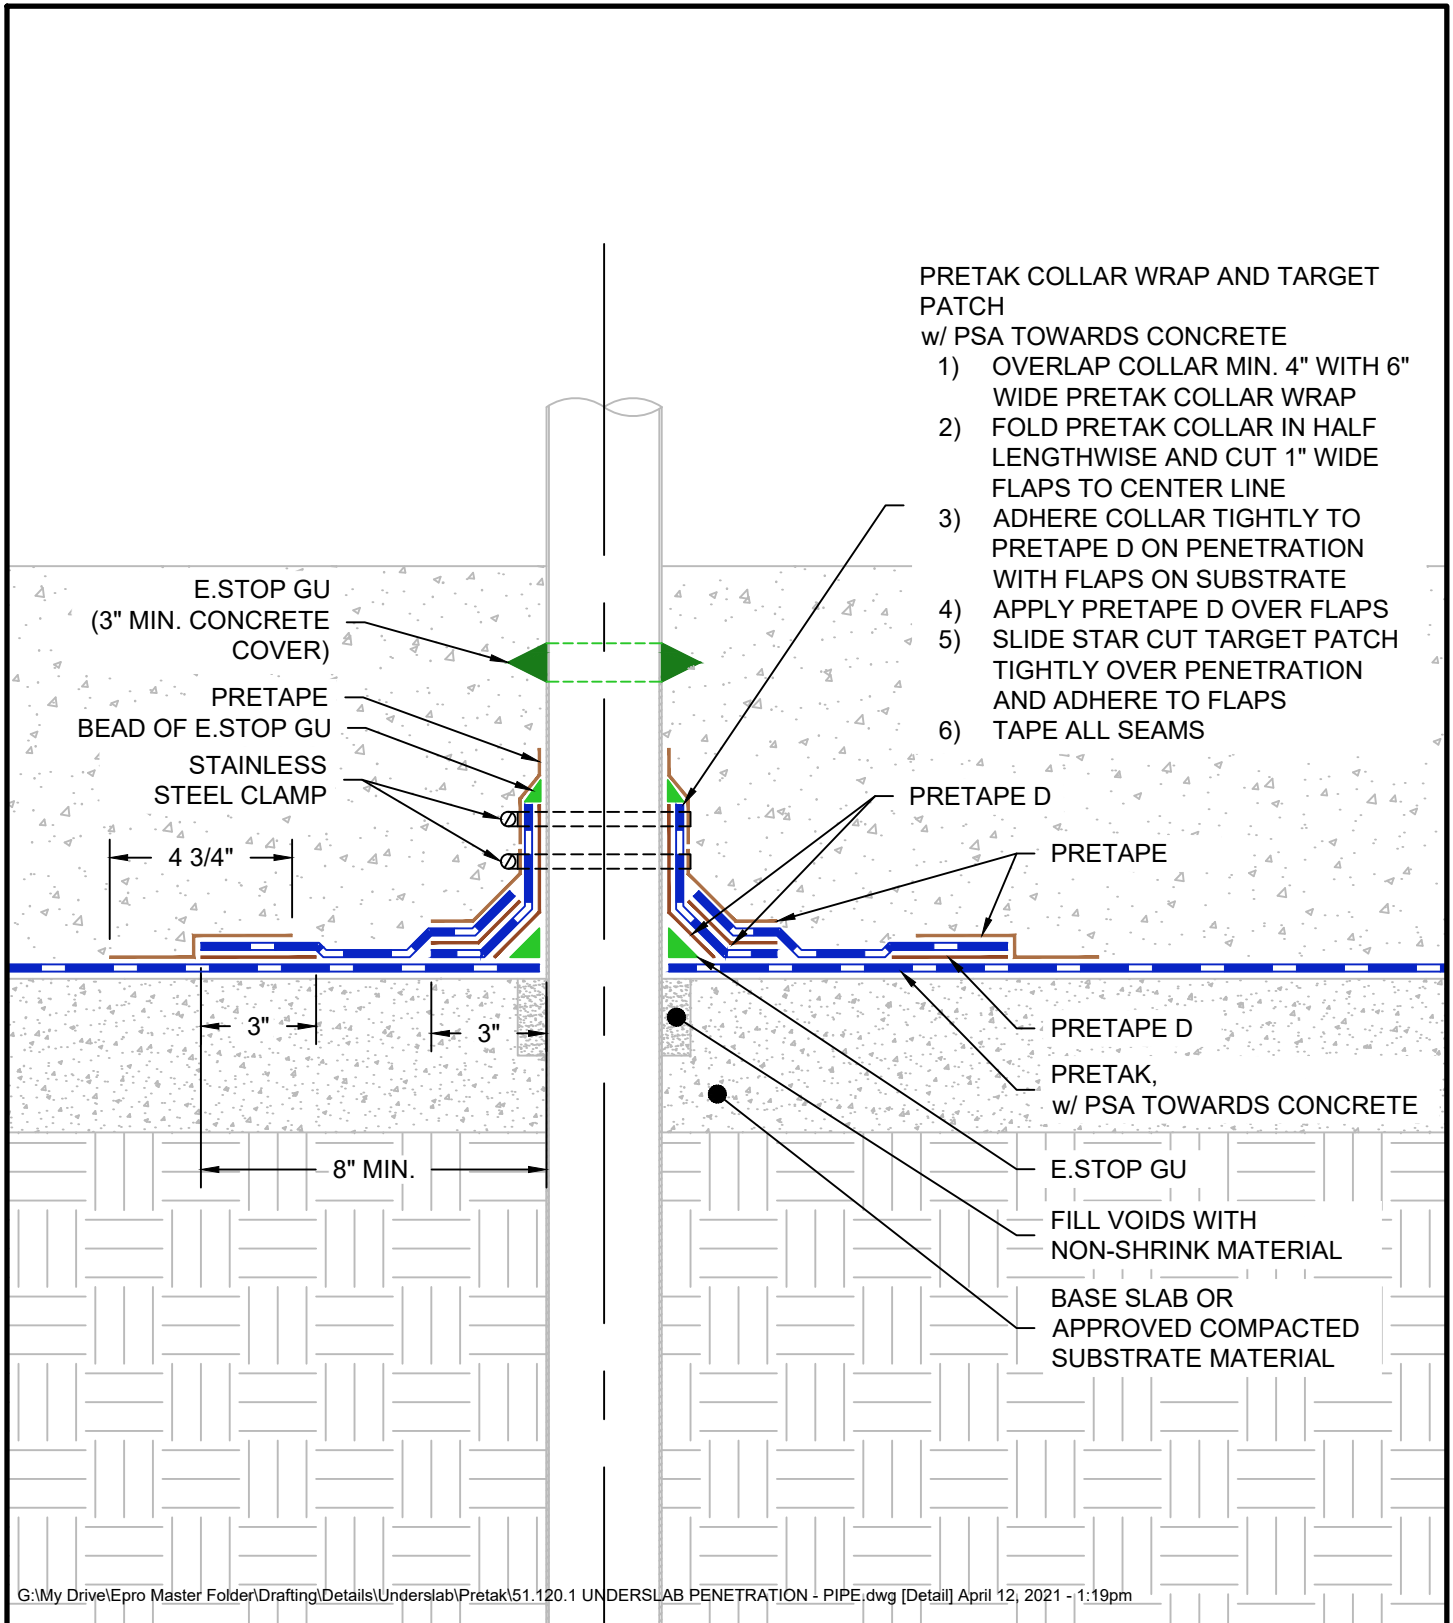 PRETAK COLLAR WRAP AND TARGET
PATCH
w/ PSA TOWARDS CONCRETE
1) OVERLAP COLLAR MIN. 4" WITH 6"
WIDE PRETAK COLLAR WRAP
2) FOLD PRETAK COLLAR IN HALF
LENGTHWISE AND CUT 1" WIDE
FLAPS TO CENTER LINE
3) ADHERE COLLAR TIGHTLY TO
PRETAPE D ON PENETRATION
WITH FLAPS ON SUBSTRATE
4) APPLY PRETAPE D OVER FLAPS
5) SLIDE STAR CUT TARGET PATCH
TIGHTLY OVER PENETRATION
AND ADHERE TO FLAPS
6) TAPE ALL SEAMS
E.STOP GU
(3" MIN. CONCRETE
COVER)
PRETAPE
BEAD OF E.STOP GU
STAINLESS
STEEL CLAMP
PRETAPE D
4 3/4"
PRETAPE
3"
3"
PRETAPE D
PRETAK,
w/ PSA TOWARDS CONCRETE
8" MIN.
E.STOP GU
FILL VOIDS WITH
NON-SHRINK MATERIAL
BASE SLAB OR
APPROVED COMPACTED
SUBSTRATE MATERIAL
G:\My Drive\Epro Master Folder\Drafting\Details\Underslab\Pretak\51.120.1 UNDERSLAB PENETRATION - PIPE.dwg [Detail] April 12, 2021 - 1:19pm